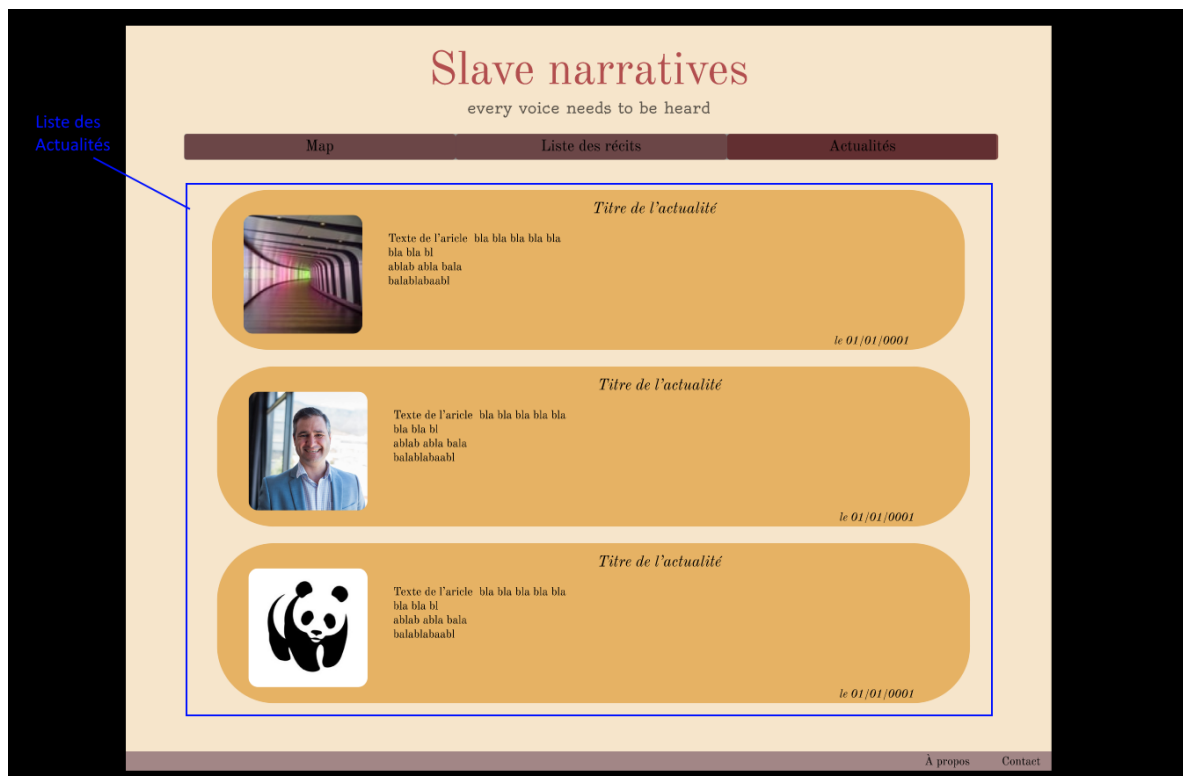 Slave narratives
every voice needs to be heard
Liste des
Actualités
Map
Liste des récits
Actualités
Titre de l'actualité
Texte de l'aricle bla bla bla bla bla
bla bla bl
ablab abla bala
balablabaabl
le 01/01/0001
Titre de l'actualité
Texte de l'aricle bla bla bla bla bla
bla bla bl
ablab abla bala
balablabaabl
le 01/01/0001
Titre de l'actualité
Texte de l'aricle bla bla bla bla bla
bla bla bl
ablab abla bala
balablabaabl
le 01/01/0001
À propos
Contact